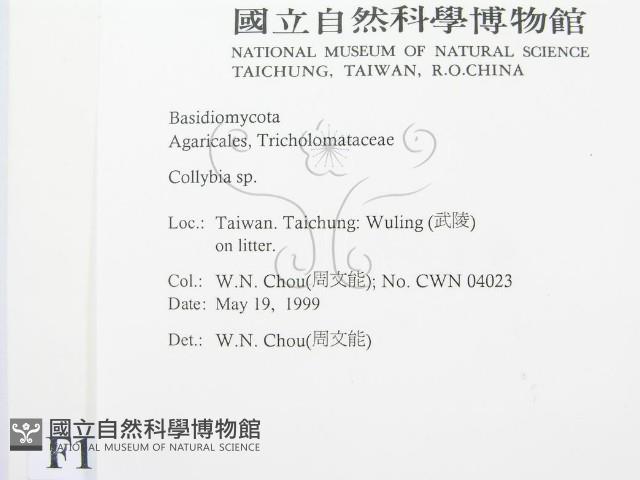 國立自然科學博物館
NATIONAL MUSEUM OF NATURAL SCIENCE
TAICHUNG, TAIWAN, R.O.CHINA
Basidiomycota
Agaricales, Tricholomataceae
Collybia sp.
Loc.: Taiwan. Taichung: Wuling (武陵)
on litter.
Col.: W.N. Chou(周文能); No. CWN 04023
Date: May 19, 1999
Det.: W.N. Chou(周文能)
國立自然科學博物館
NATIONAL MUSEUM OF NATURAL SCIENCE
F1